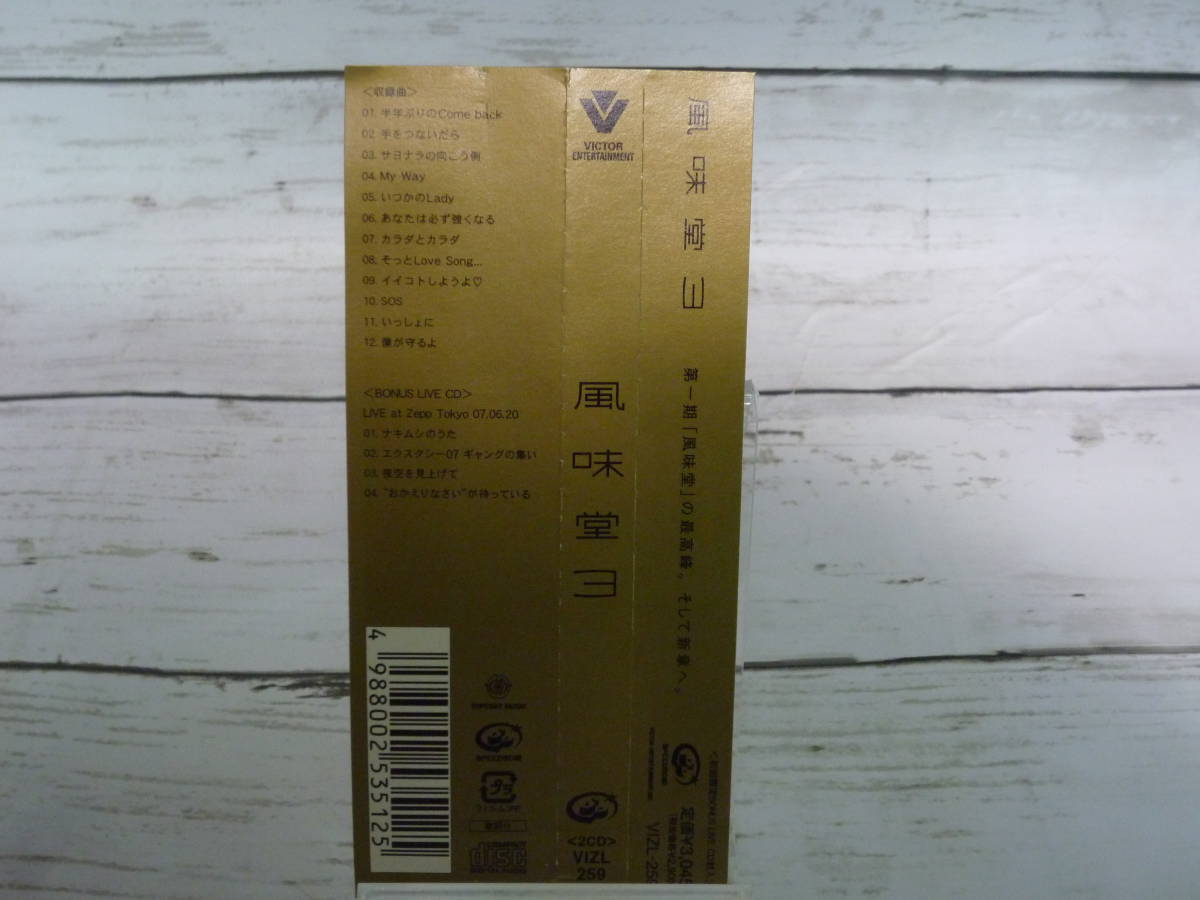 <収録曲>
01. 半年ぶりのCome back
02. 手をつないだら
03. サヨナラの向こう側
04. My Way
05. いつかのLady
06. あなたは必ず強くなる
07. カラダとカラダ
08. そっとLove Song...
09. イイコトしようよ♡
10. SOS
11. いっしょに
12. 僕が守るよ
<BONUS LIVE CD>
LIVE at Zepp Tokyo 07.06.20
01. ナキムシのうた
02. エクスタシー07 ギャングの集い
03. 夜空を見上げて
04. "おかえりなさい"が待っている
4 988002 535125
COMPACT
disc
DIGITAL AUDIO
VICTOR
ENTERTAINMENT
風味堂3
<2CD>
VIZL
259
風味堂3
第一期「風味堂」の最高峰。そして新章へ。
定価¥3,045
VIZL-259